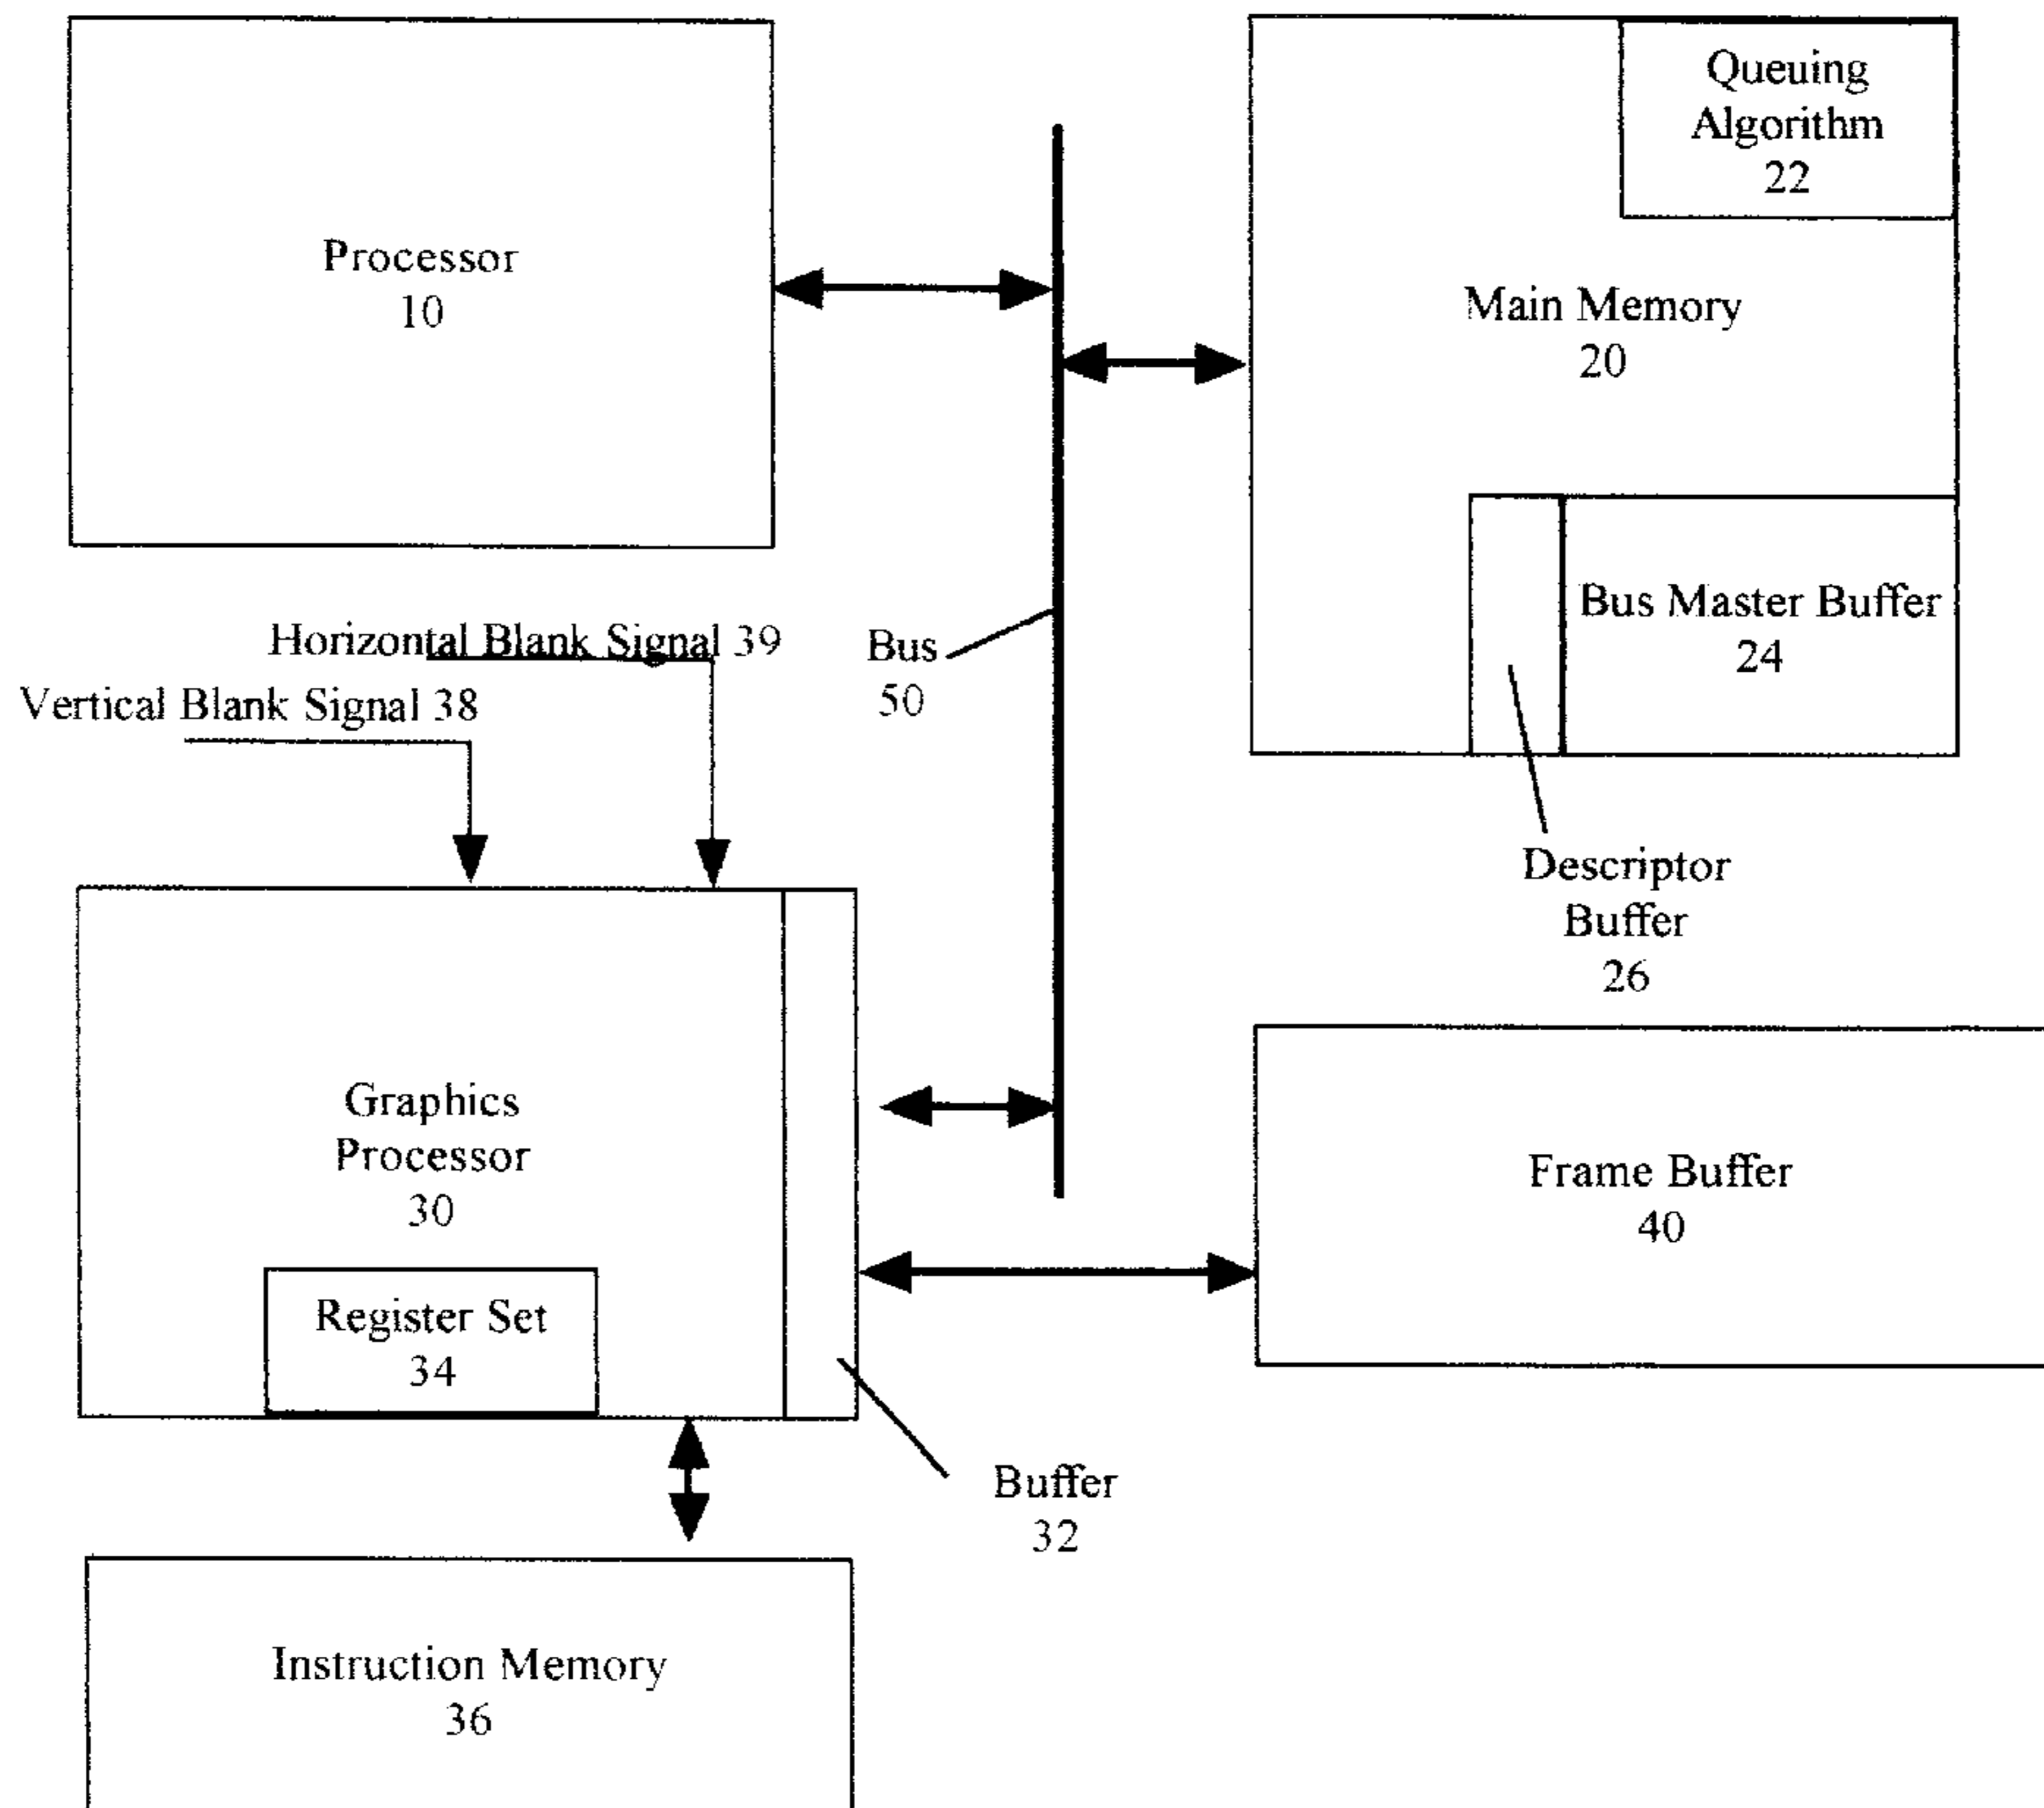 Queuing
Algorithm
22
Processor
10
Main Memory
20
Bus Master Buffer
24
Horizontal Blank Signal 39
Bus
50
Vertical Blank Signal 38
Descriptor
Buffer
26
Graphics
Processor
30
Frame Buffer
40
Register Set
34
Buffer
32
Instruction Memory
36